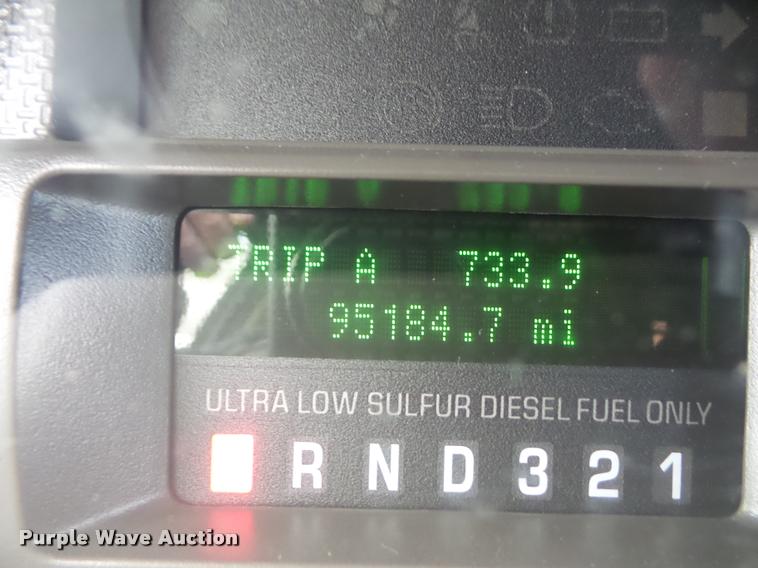 TRIP A 733.9
95184.7 mi
ULTRA LOW SULFUR DIESEL FUEL ONLY
R N D 3 2 1
Purple Wave Auction